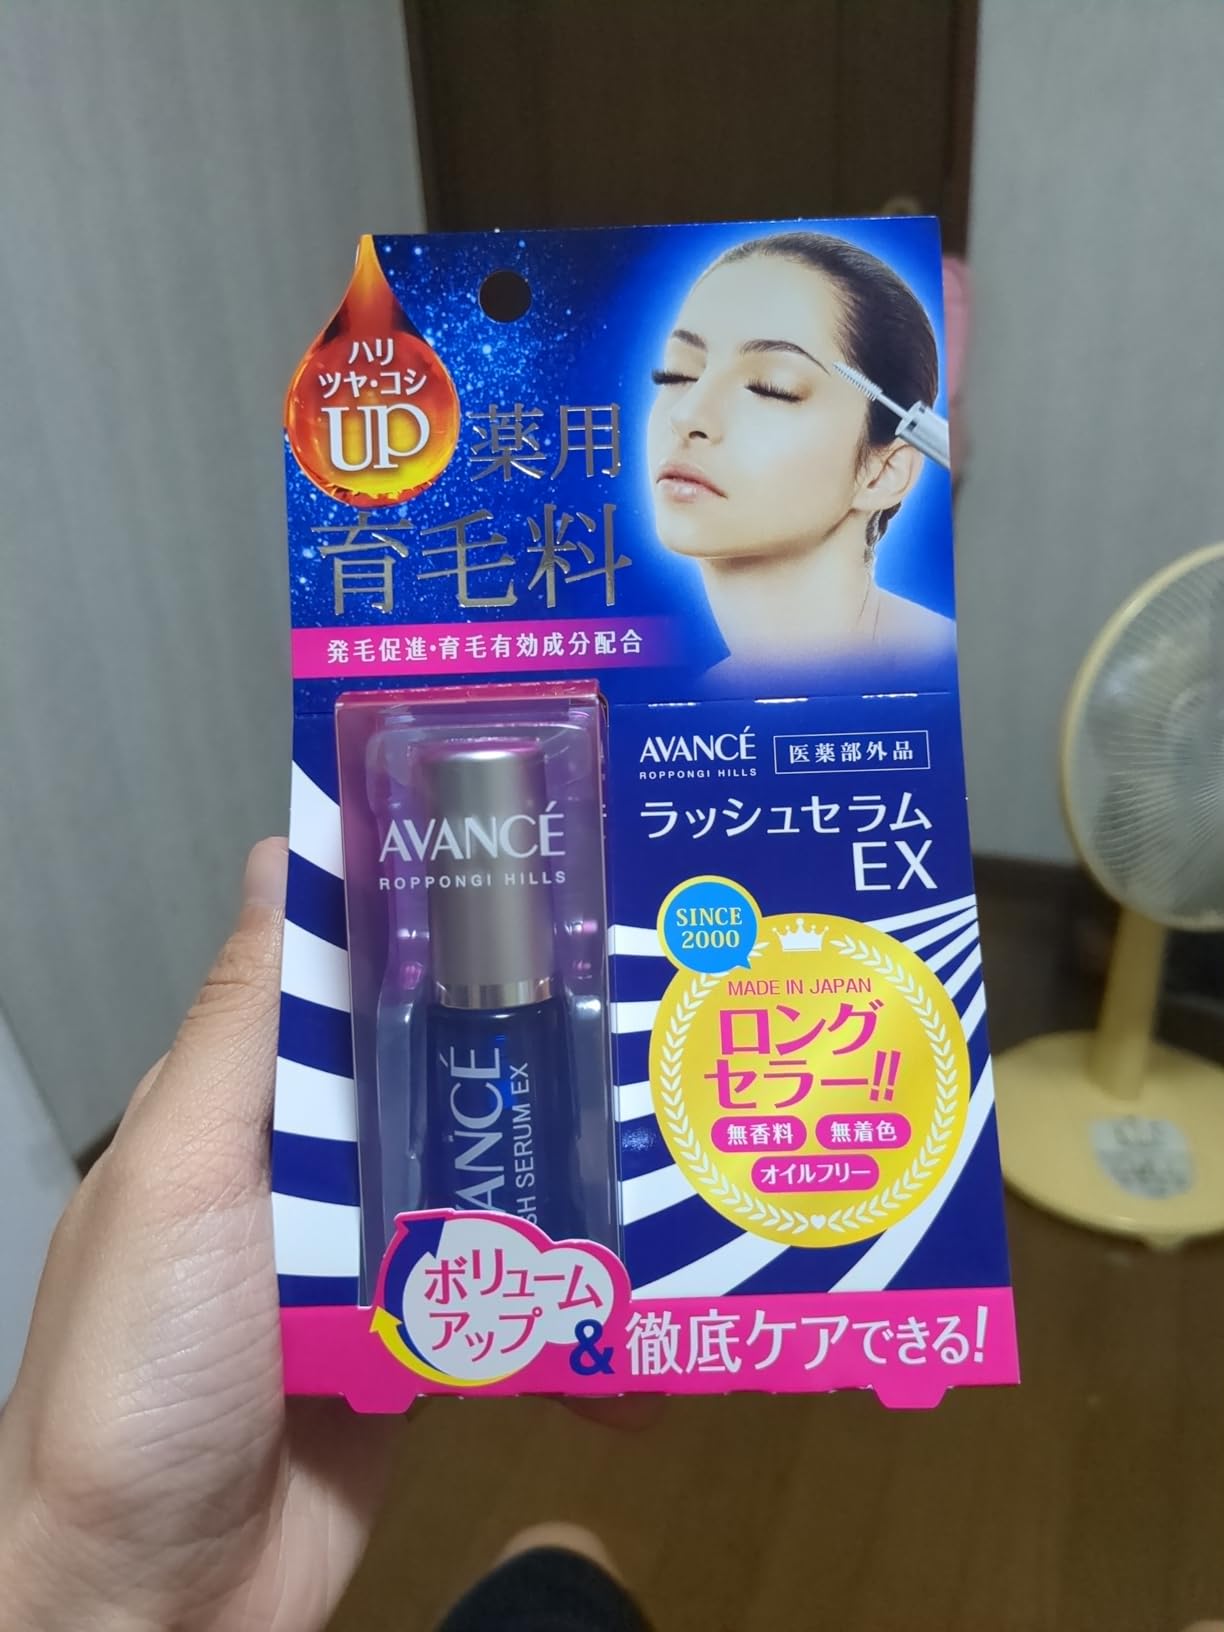 ハリ
ツヤ・コシ
UP
薬用
育毛料
発毛促進・育毛有効成分配合
AVANCÉ
ROPPONGI HILLS
医薬部外品
ラッシュセラム
EX
SINCE
2000
MADE IN JAPAN
ロング
セラー!!
無香料
無着色
オイルフリー
AVANCÉ
ROPPONGI HILLS
SERUM EX
ボリューム
アップ
&
徹底ケアできる!